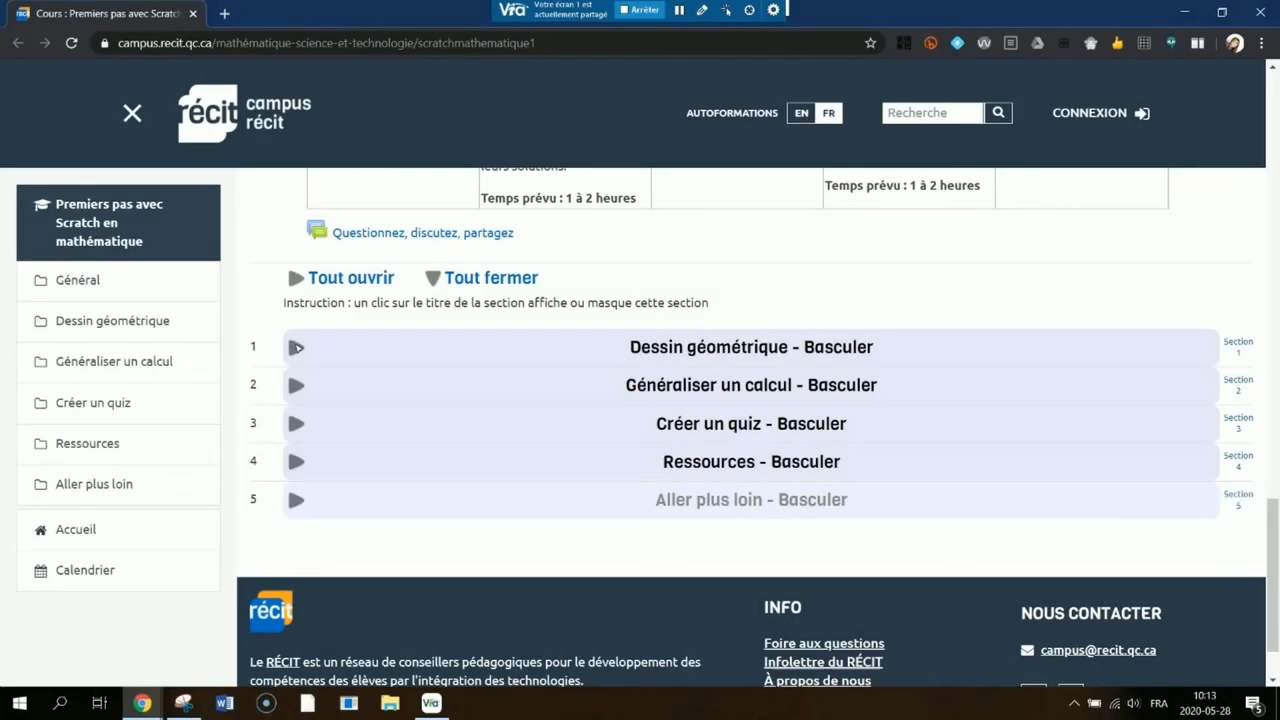 Cours : Premiers pas avec Scratch
Via
Votre écran 1 est
actuellement partagé
Arrêter
campus.recit.qc.ca/mathématique-science-et-technologie/scratchmathematique1
récit
campus
récit
AUTOFORMATIONS
EN
FR
Recherche
CONNEXION
Premiers pas avec
Scratch en
mathématique
Général
Dessin géométrique
Généraliser un calcul
Créer un quiz
Ressources
Aller plus loin
Accueil
Calendrier
leurs solutions.
Temps prévu : 1 à 2 heures
Temps prévu : 1 à 2 heures
Questionnez, discutez, partagez
Tout ouvrir
Tout fermer
Instruction : un clic sur le titre de la section affiche ou masque cette section
1 Dessin géométrique - Basculer Section 1
2 Généraliser un calcul - Basculer Section 2
3 Créer un quiz - Basculer Section 3
4 Ressources - Basculer Section 4
5 Aller plus loin - Basculer Section 5
récit
Le RÉCIT est un réseau de conseillers pédagogiques pour le développement des
compétences des élèves par l'intégration des technologies.
INFO
Foire aux questions
Infolettre du RÉCIT
À propos de nous
NOUS CONTACTER
campus@recit.qc.ca
Via
FRA
10:13
2020-05-28
5